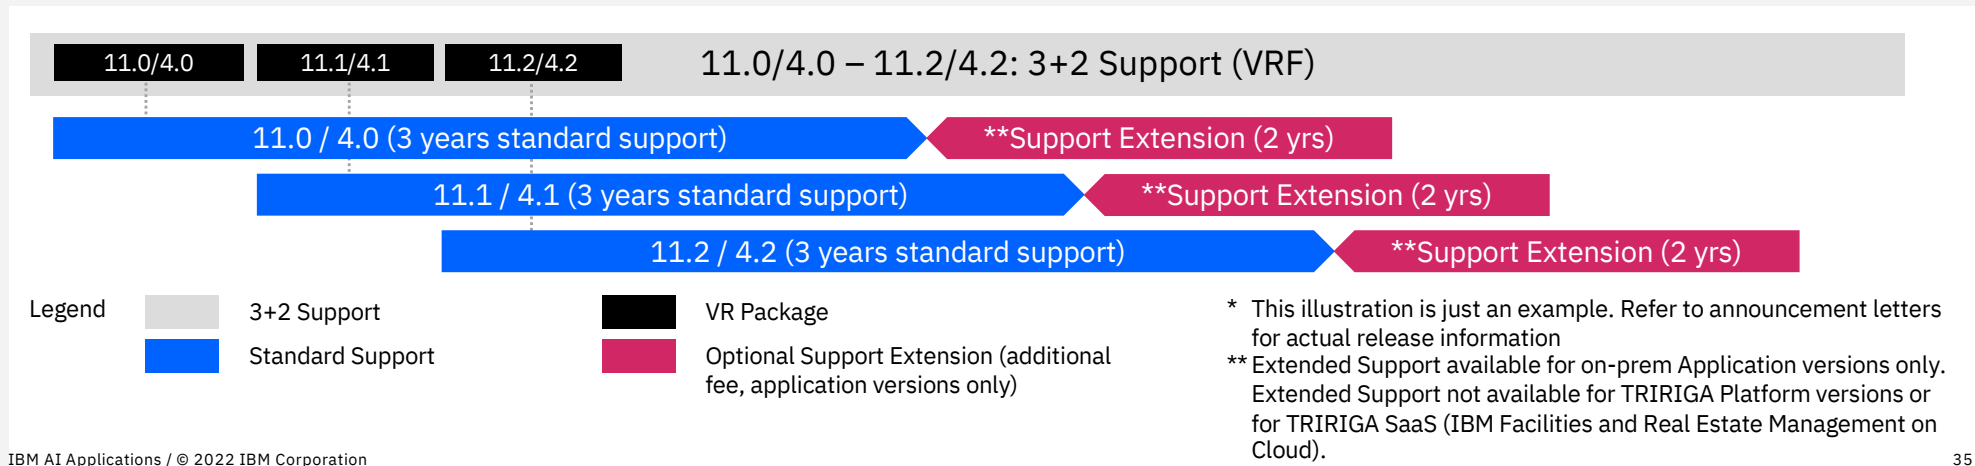 11.0/4.0
11.1/4.1
11.2/4.2
11.0/4.0 – 11.2/4.2: 3+2 Support (VRF)
11.0 / 4.0 (3 years standard support)
**Support Extension (2 yrs)
11.1 / 4.1 (3 years standard support)
**Support Extension (2 yrs)
11.2 / 4.2 (3 years standard support)
**Support Extension (2 yrs)
Legend
3+2 Support
Standard Support
VR Package
Optional Support Extension (additional
fee, application versions only)
* This illustration is just an example. Refer to announcement letters
for actual release information
** Extended Support available for on-prem Application versions only.
Extended Support not available for TRIRIGA Platform versions or
for TRIRIGA SaaS (IBM Facilities and Real Estate Management on
Cloud).
IBM AI Applications / © 2022 IBM Corporation
35